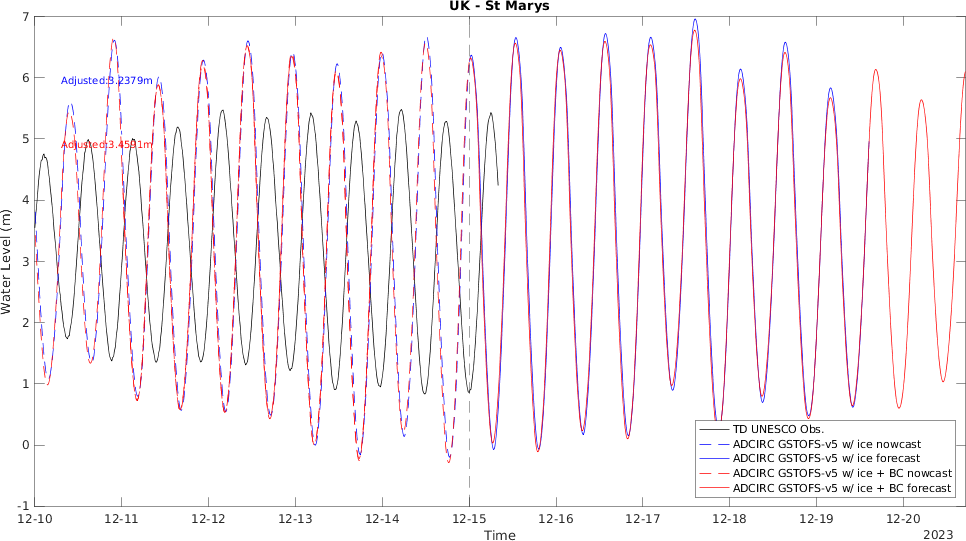 UK - St Marys
7
6
5
4
3
2
1
0
-1
Water Level (m)
Adjusted:3.2379m
Adjusted:3.4591m
TD UNESCO Obs.
ADCIRC GSTOFS-v5 w/ ice nowcast
ADCIRC GSTOFS-v5 w/ ice forecast
ADCIRC GSTOFS-v5 w/ ice + BC nowcast
ADCIRC GSTOFS-v5 w/ ice + BC forecast
12-10 12-11 12-12 12-13 12-14 12-15 12-16 12-17 12-18 12-19 12-20
Time
2023